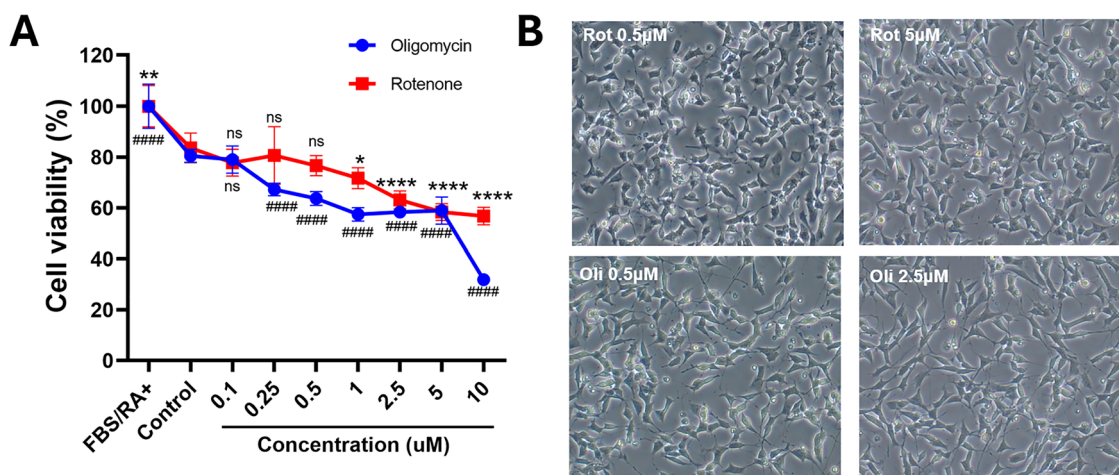 A
120
100
80
60
40
20
0
Cell viability (%)
Oligomycin
Rotenone
**
####
ns
ns
ns
####
ns
####
*
####
****
####
****
####
****
####
FBS/RA+
Control
0.1
0.25
0.5
1
2.5
5
10
Concentration (uM)
B
Rot 0.5µM
Rot 5µM
Oli 0.5µM
Oli 2.5µM